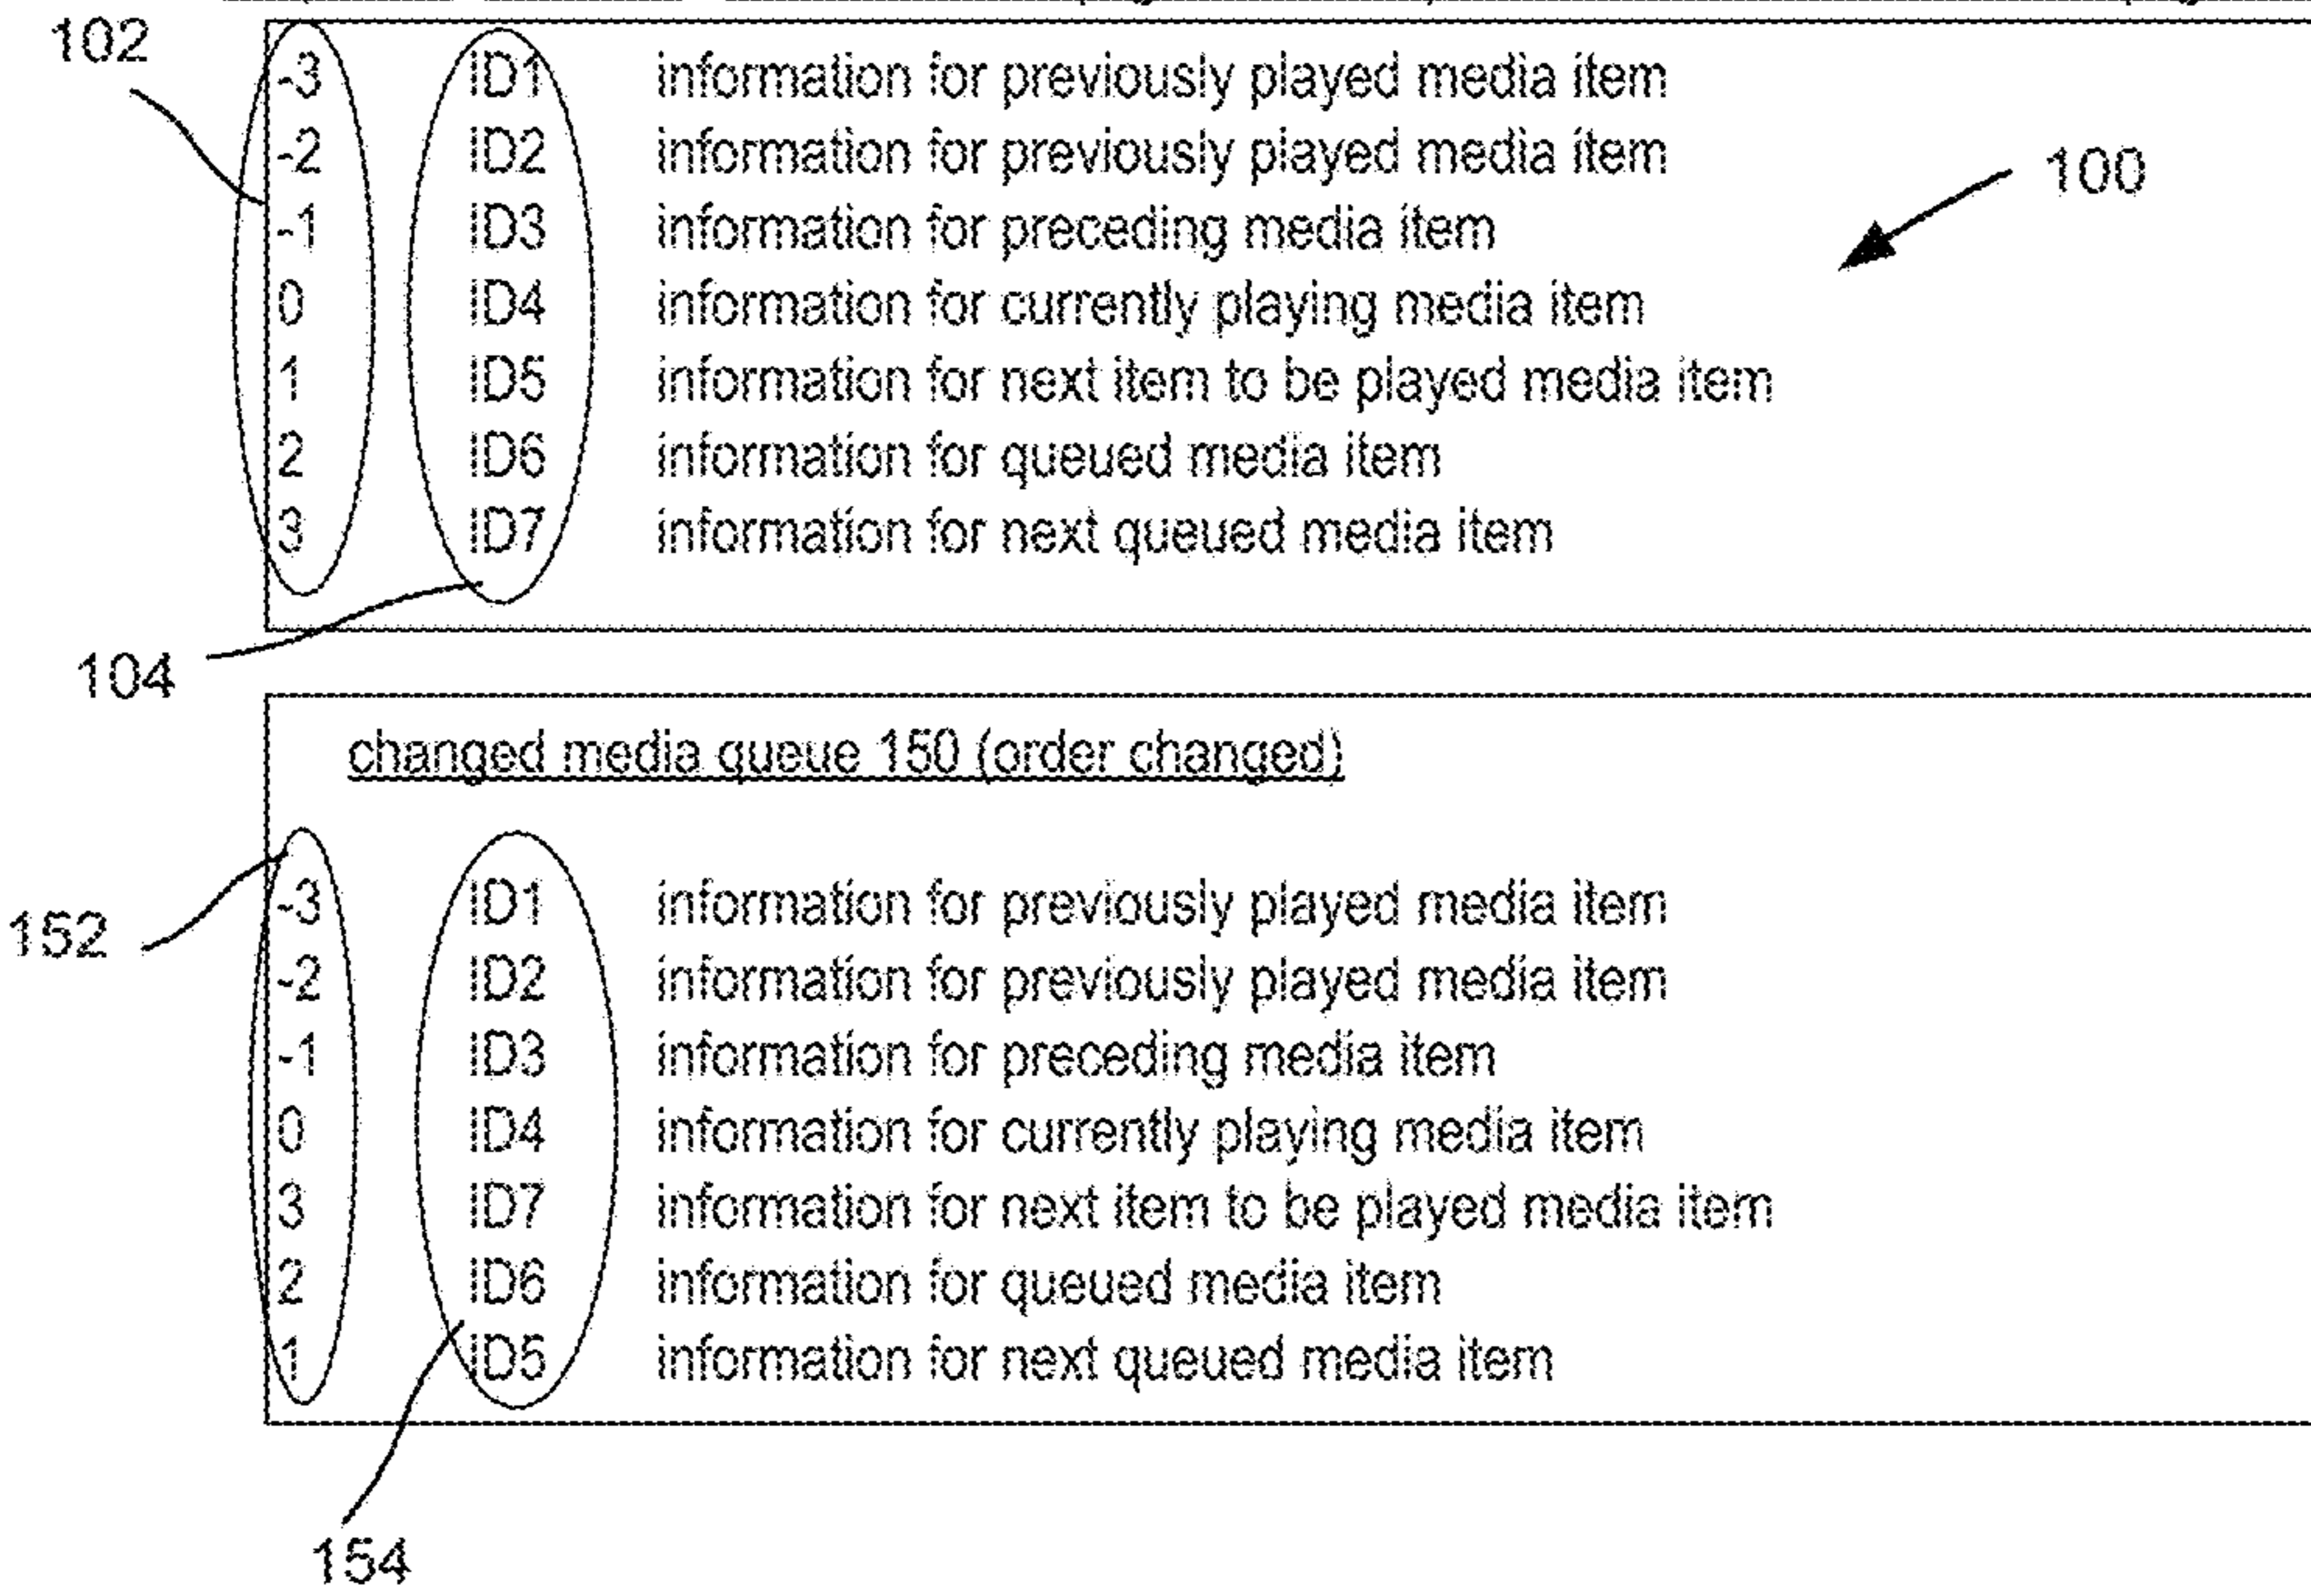 102
-3 ID1 information for previously played media item
-2 ID2 information for previously played media item
100
-1 ID3 information for preceding media item
0 ID4 information for currently playing media item
1 ID5 information for next item to be played media item
2 ID6 information for queued media item
3 ID7 information for next queued media item
104
changed media queue 150 (order changed)
-3 ID1 information for previously played media item
152
-2 ID2 information for previously played media item
-1 ID3 information for preceding media item
0 ID4 information for currently playing media item
3 ID7 information for next item to be played media item
2 ID6 information for queued media item
1 ID5 information for next queued media item
154